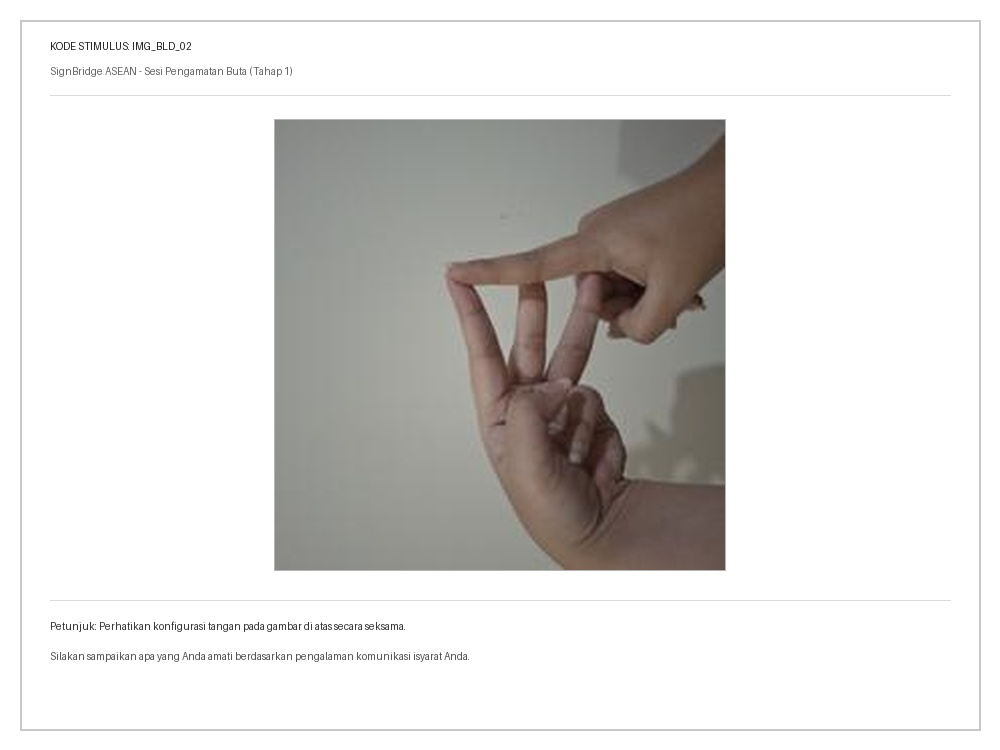 KODE STIMULUS: IMG_BLD_02
SignBridge ASEAN - Sesi Pengamatan Buta (Tahap 1)
Petunjuk: Perhatikan konfigurasi tangan pada gambar di atas secara seksama.
Silakan sampaikan apa yang Anda amati berdasarkan pengalaman komunikasi isyarat Anda.